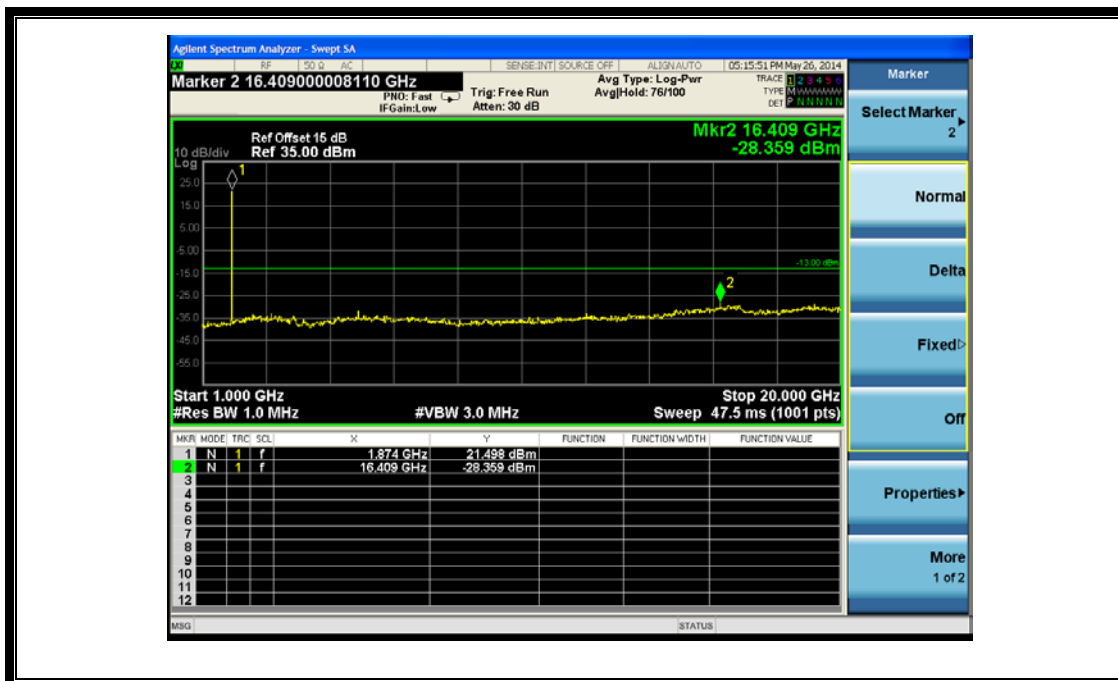 Agilent Spectrum Analyzer - Swept SA
RF 50 Ω AC SENSE:INT SOURCE OFF ALIGNAUTO 05:15:51 PM May 26, 2014
Marker 2 16.409000008110 GHz
PNO: Fast
IFGain:Low
Trig: Free Run
Atten: 30 dB
Avg Type: Log-Pwr
Avg|Hold: 76/100
TRACE 1 2 3 4 5 6
TYPE M
DET P N N N N N
Mkr2 16.409 GHz
-28.359 dBm
Ref Offset 15 dB
Ref 35.00 dBm
10 dB/div
Log
25.0
15.0
5.00
-5.00
-15.0
-25.0
-35.0
-45.0
-55.0
1
2
-13.00 dBm
Start 1.000 GHz Stop 20.000 GHz
#Res BW 1.0 MHz #VBW 3.0 MHz Sweep 47.5 ms (1001 pts)
MKR MODE TRC SCL X Y FUNCTION FUNCTION WIDTH FUNCTION VALUE
1 N 1 f 1.874 GHz 21.498 dBm
2 N 1 f 16.409 GHz -28.359 dBm
3
4
5
6
7
8
9
10
11
12
MSG STATUS
Marker
Select Marker
2
Normal
Delta
Fixed
Off
Properties
More
1 of 2